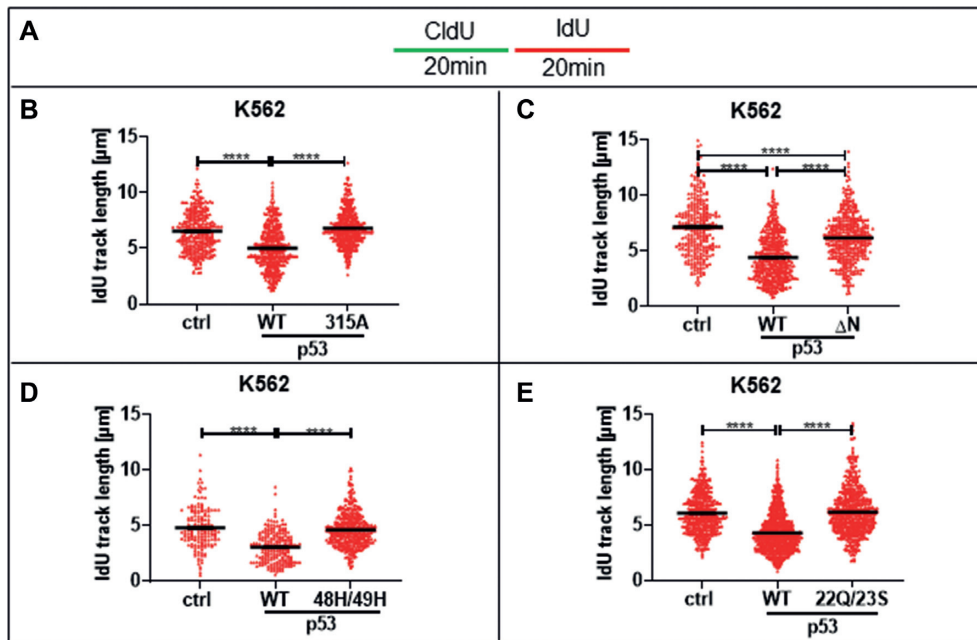 A
CldU IdU
20min 20min
B
K562
IdU track length [µm]
15
10
5
0
**** ****
ctrl WT 315A
p53
C
K562
IdU track length [µm]
15
10
5
0
****
**** ****
ctrl WT ΔN
p53
D
K562
IdU track length [µm]
15
10
5
0
**** ****
ctrl WT 48H/49H
p53
E
K562
IdU track length [µm]
15
10
5
0
**** ****
ctrl WT 22Q/23S
p53